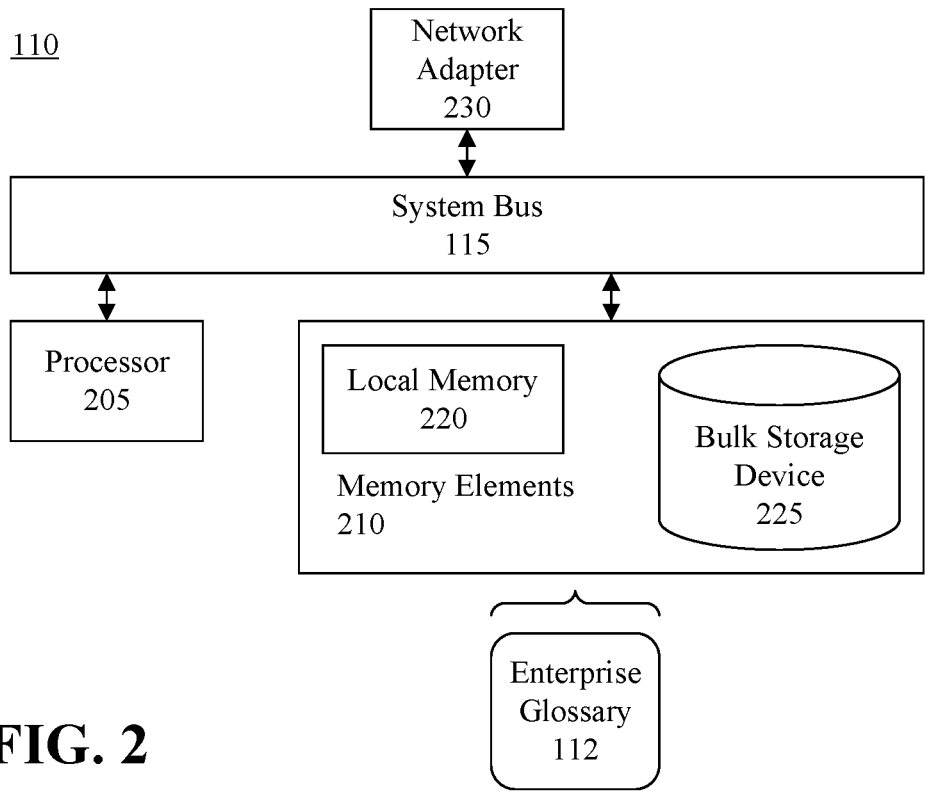 110
Network
Adapter
230
System Bus
115
Processor
205
Local Memory
220
Memory Elements
210
Bulk Storage
Device
225
Enterprise
Glossary
112
FIG. 2